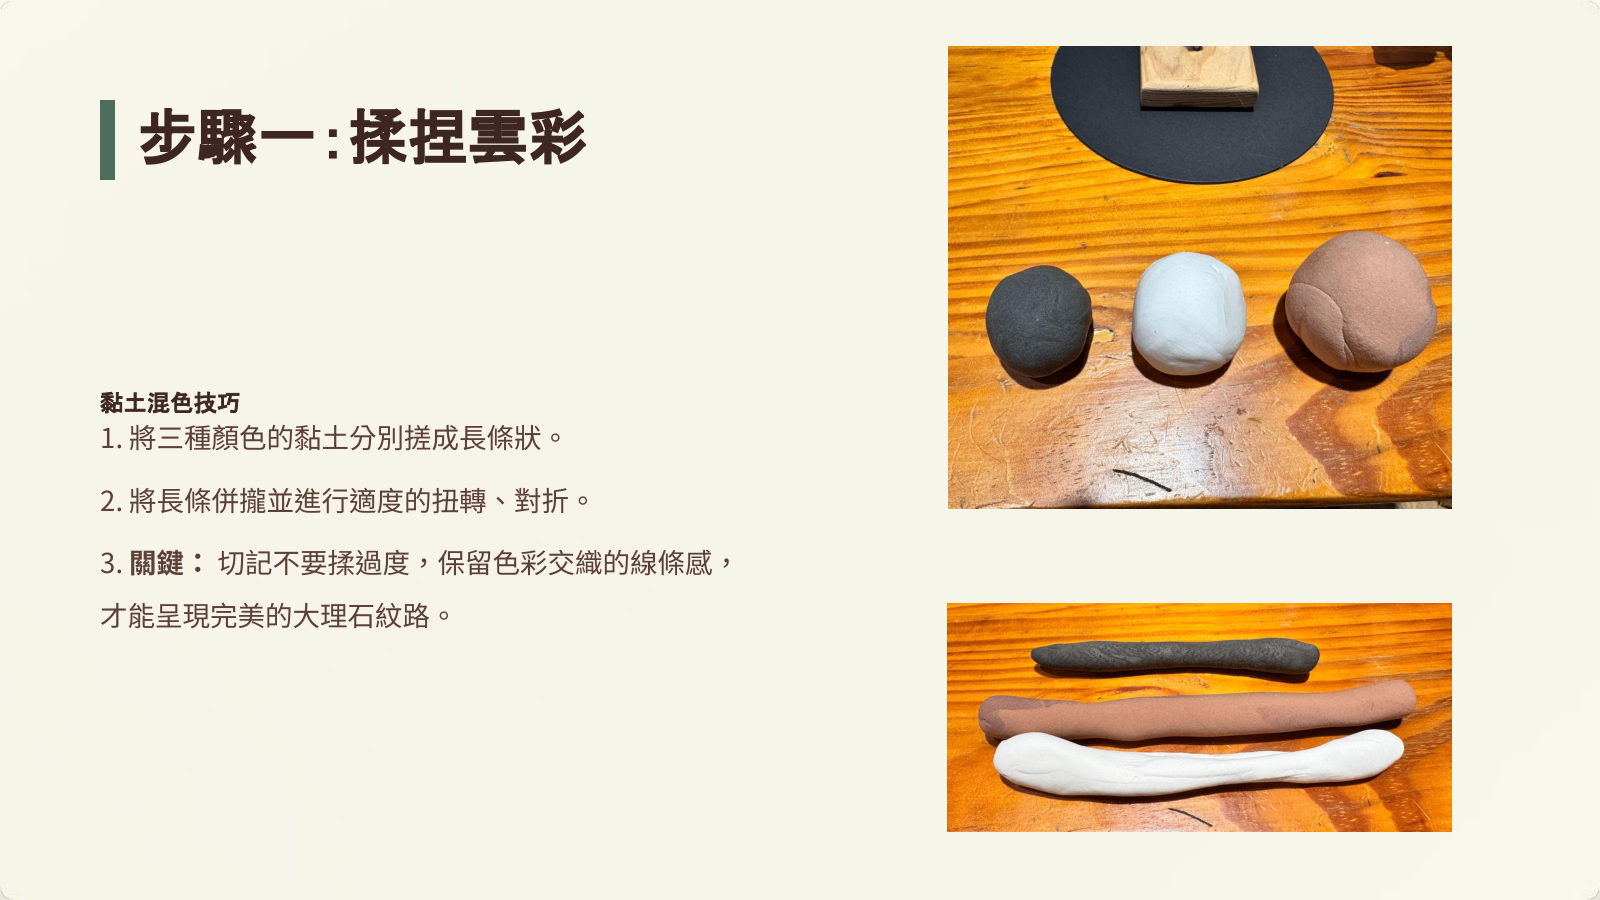 步驟一:揉捏雲彩
黏土混色技巧
1. 將三種顏色的黏土分別搓成長條狀。
2. 將長條併攏並進行適度的扭轉、對折。
3. 關鍵： 切記不要揉過度，保留色彩交織的線條感，
才能呈現完美的大理石紋路。